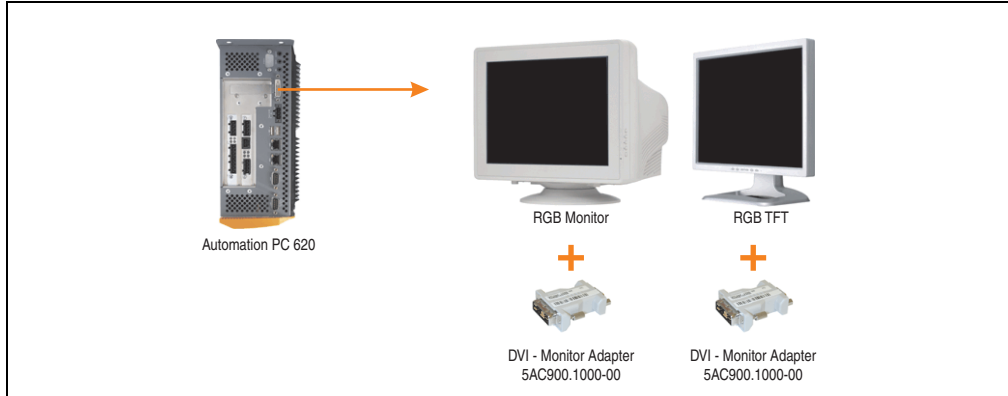 RGB Monitor
RGB TFT
Automation PC 620
DVI - Monitor Adapter
5AC900.1000-00
DVI - Monitor Adapter
5AC900.1000-00